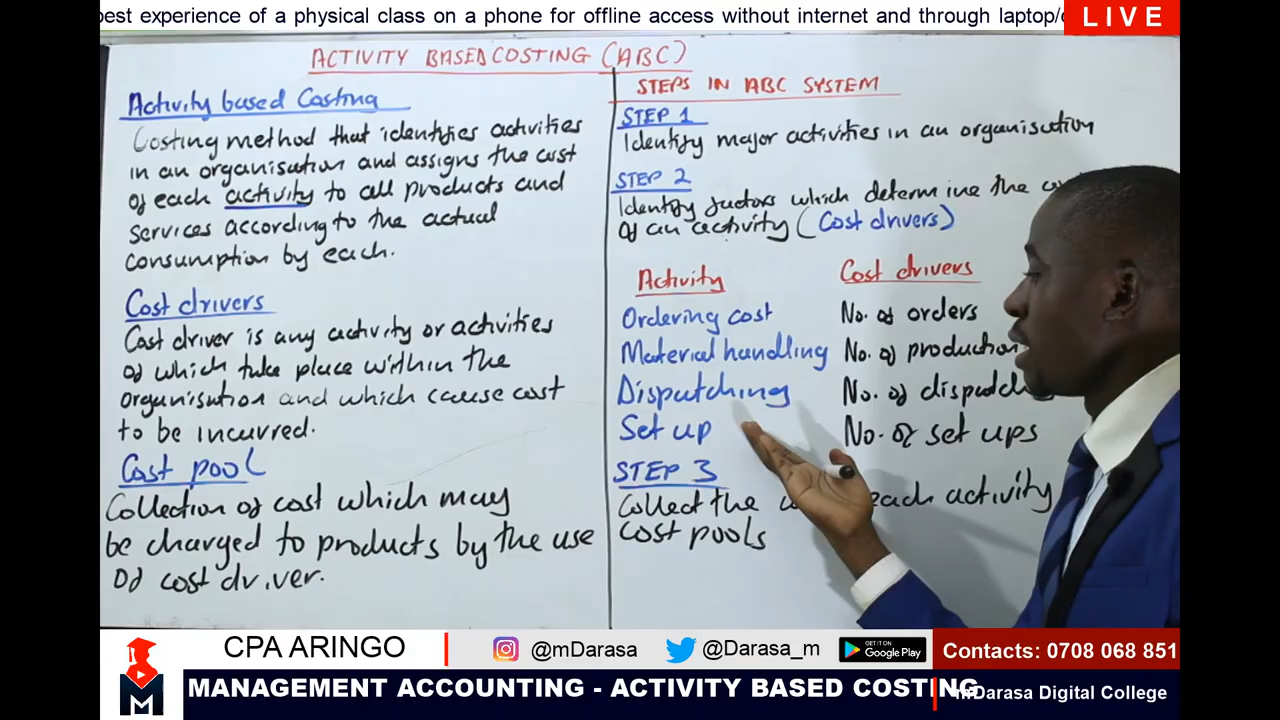 best experience of a physical class on a phone for offline access without internet and through laptop/
LIVE
ACTIVITY BASED COSTING (ABC)
Activity based Costing
Costing method that identifies activities
in an organisation and assigns the cost
of each activity to all products and
services according to the actual
consumption by each.
Cost drivers
Cost driver is any activity or activities
of which take place within the
organisation and which cause cost
to be incurred.
Cost pool
Collection of cost which may
be charged to products by the use
of cost driver.
STEPS IN ABC SYSTEM
STEP 1
Identify major activities in an organisation
STEP 2
Identify factors which determine the
of an activity (Cost drivers)
Activity Cost drivers
Ordering cost No. of orders
Material handling No. of production
Dispatching No. of
Set up No. of set ups
STEP 3
Collect the each activity
cost pools
CPA ARINGO
@mDarasa
@Darasa_m
GET IT ON
Google Play
Contacts: 0708 068 851
M
MANAGEMENT ACCOUNTING - ACTIVITY BASED COSTING
mDarasa Digital College